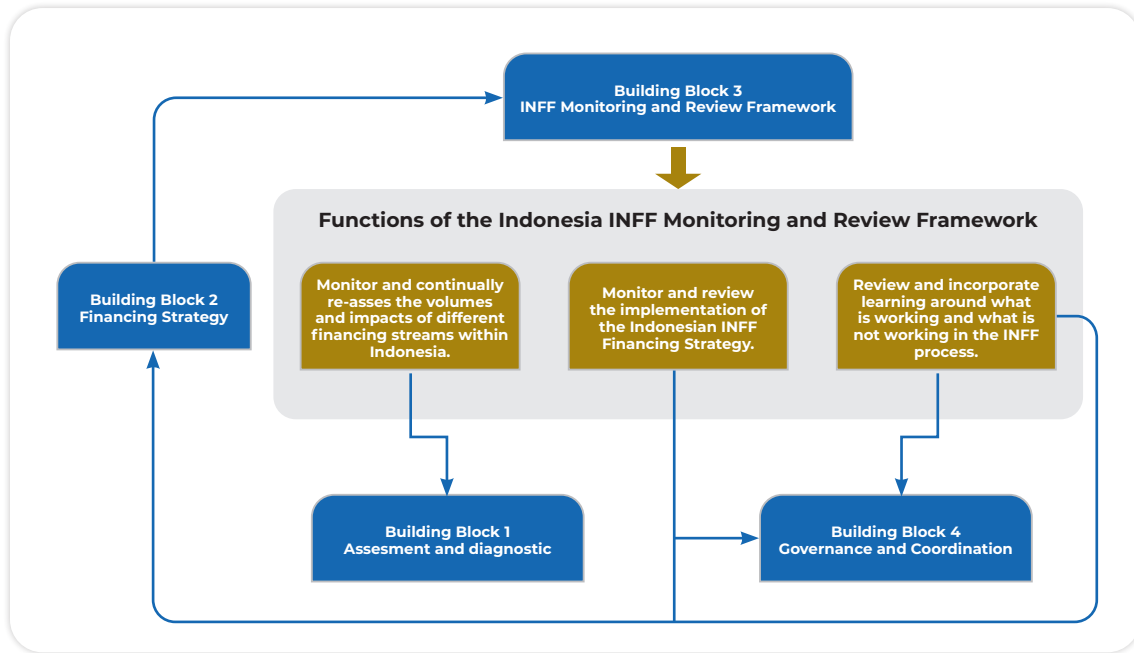 Building Block 3
INFF Monitoring and Review Framework
Functions of the Indonesia INFF Monitoring and Review Framework
Building Block 2
Financing Strategy
Monitor and continually
re-asses the volumes
and impacts of different
financing streams within
Indonesia.
Monitor and review
the implementation of
the Indonesian INFF
Financing Strategy.
Review and incorporate
learning around what
is working and what is
not working in the INFF
process.
Building Block 1
Assesment and diagnostic
Building Block 4
Governance and Coordination